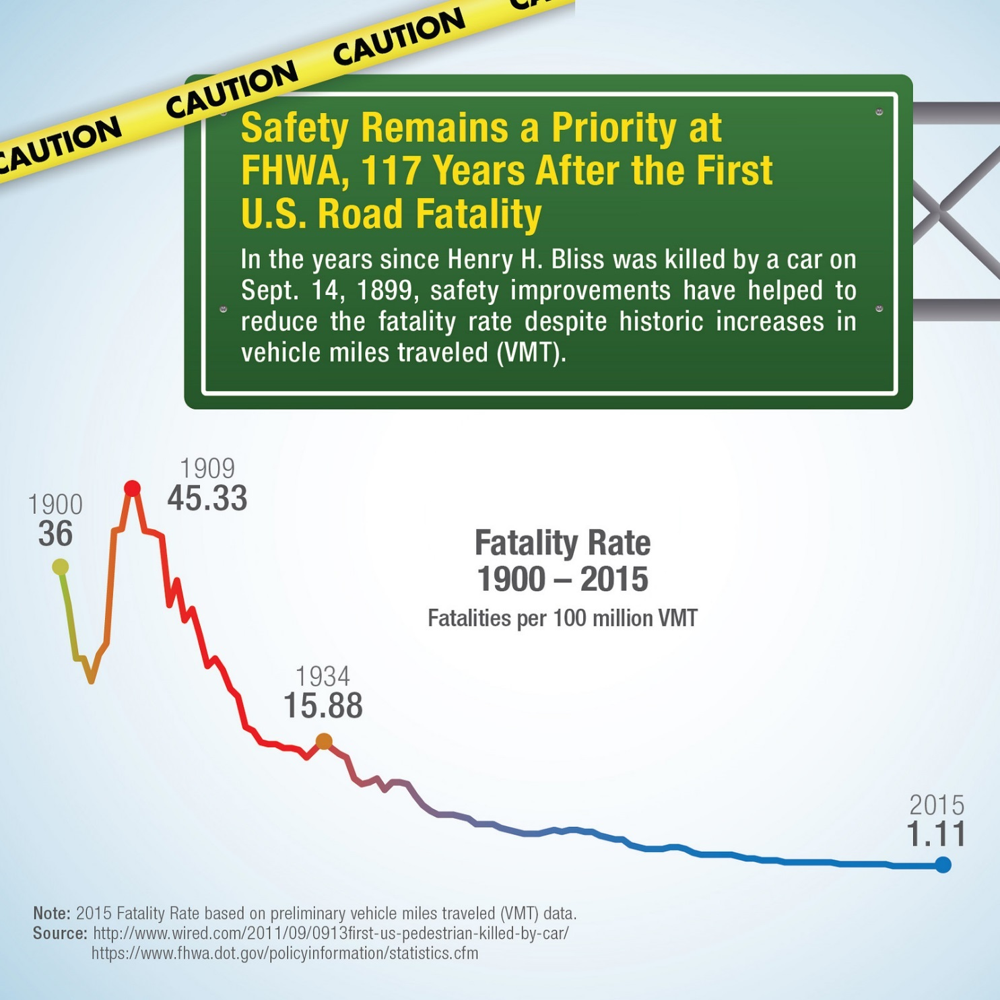 CAUTION CAUTION CAUTION CA
Safety Remains a Priority at
FHWA, 117 Years After the First
U.S. Road Fatality
In the years since Henry H. Bliss was killed by a car on
Sept. 14, 1899, safety improvements have helped to
reduce the fatality rate despite historic increases in
vehicle miles traveled (VMT).
1900
36
1909
45.33
Fatality Rate
1900 – 2015
Fatalities per 100 million VMT
1934
15.88
2015
1.11
Note: 2015 Fatality Rate based on preliminary vehicle miles traveled (VMT) data.
Source: http://www.wired.com/2011/09/0913first-us-pedestrian-killed-by-car/
https://www.fhwa.dot.gov/policyinformation/statistics.cfm